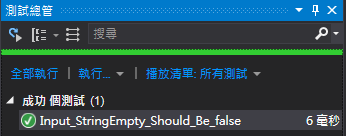 測試總管
搜尋
全部執行 | 執行... | 播放清單: 所有測試
成功 個測試 (1)
Input_StringEmpty_Should_Be_false 6 毫秒